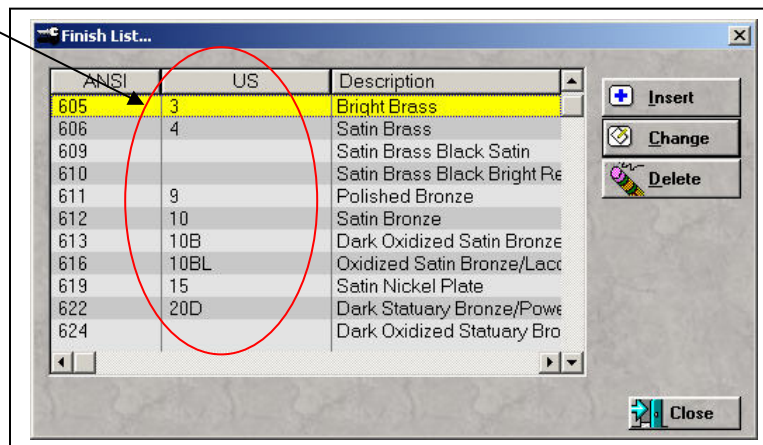 Finish List...
ANSI US Description
605 3 Bright Brass
606 4 Satin Brass
609 Satin Brass Black Satin
610 Satin Brass Black Bright Re
611 9 Polished Bronze
612 10 Satin Bronze
613 10B Dark Oxidized Satin Bronze
616 10BL Oxidized Satin Bronze/Lacc
619 15 Satin Nickel Plate
622 20D Dark Statuary Bronze/Powe
624 Dark Oxidized Statuary Bro
Insert
Change
Delete
Close